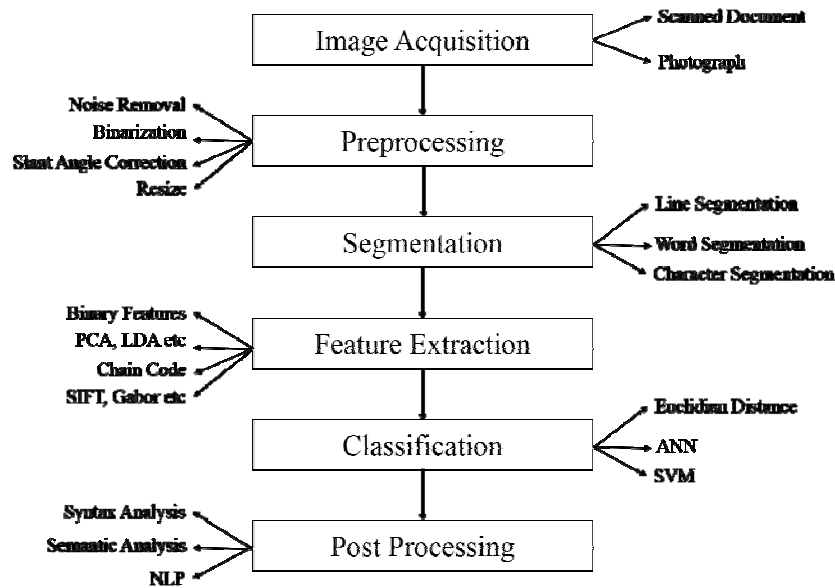 Image Acquisition
Scanned Document
Photograph
Noise Removal
Binarization
Slant Angle Correction
Resize
Preprocessing
Segmentation
Line Segmentation
Word Segmentation
Character Segmentation
Binary Features
PCA, LDA etc
Chain Code
SIFT, Gabor etc
Feature Extraction
Classification
Euclidian Distance
ANN
SVM
Syntax Analysis
Semantic Analysis
NLP
Post Processing